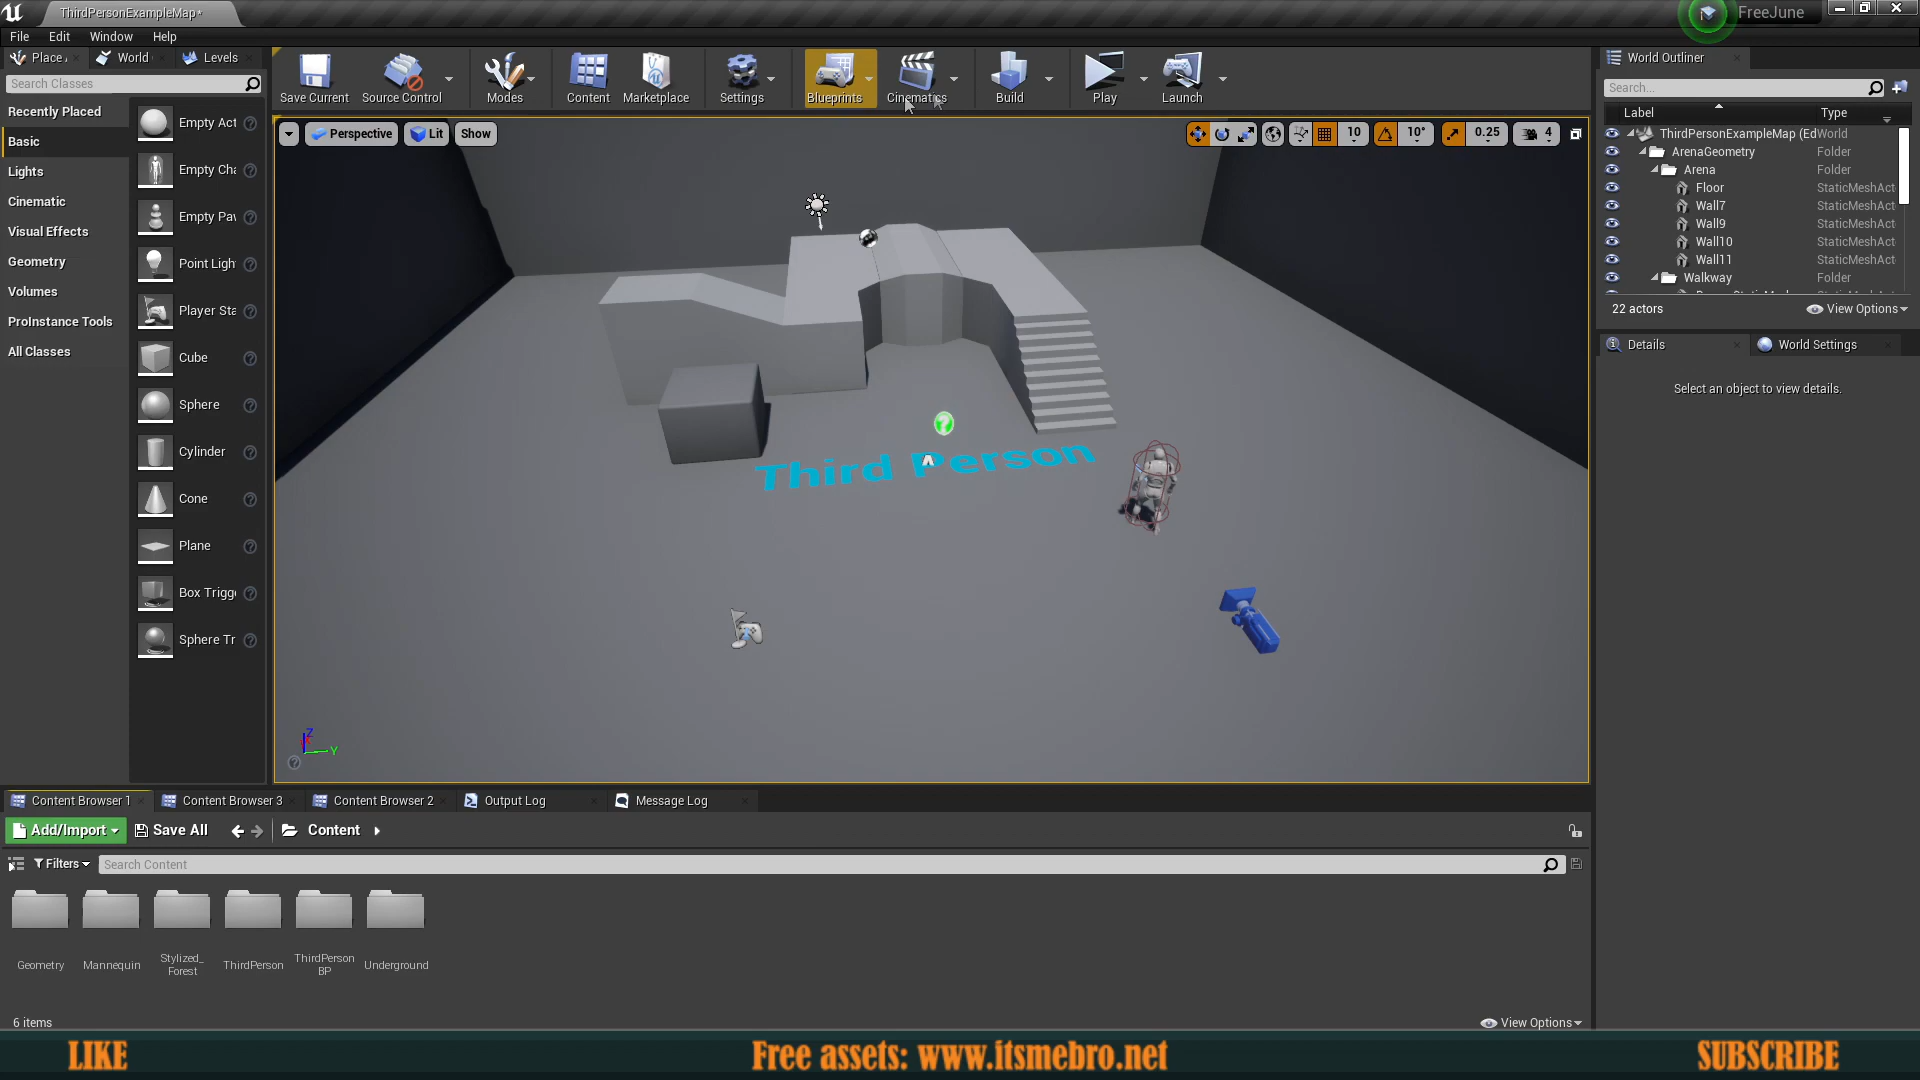 ThirdPersonExampleMap*
FreeJune
File Edit Window Help
Place World Levels
Search Classes
Recently Placed
Basic
Lights
Cinematic
Visual Effects
Geometry
Volumes
ProInstance Tools
All Classes
Empty Act
Empty Cha
Empty Pav
Point Ligh
Player Sta
Cube
Sphere
Cylinder
Cone
Plane
Box Trigg
Sphere Tr
Save Current Source Control Modes Content Marketplace Settings Blueprints Cinematics Build Play Launch
Perspective Lit Show
10 10° 0.25 4
Third Person
Z
Y
World Outliner
Search...
Label Type
ThirdPersonExampleMap (Ed World
ArenaGeometry Folder
Arena Folder
Floor StaticMeshAct
Wall7 StaticMeshAct
Wall9 StaticMeshAct
Wall10 StaticMeshAct
Wall11 StaticMeshAct
Walkway Folder
22 actors View Options
Details World Settings
Select an object to view details.
Content Browser 1 Content Browser 3 Content Browser 2 Output Log Message Log
Add/Import Save All Content
Filters Search Content
Geometry
Mannequin
Stylized_
Forest
ThirdPerson
ThirdPerson
BP
Underground
6 items View Options
LIKE Free assets: www.itsmebro.net SUBSCRIBE